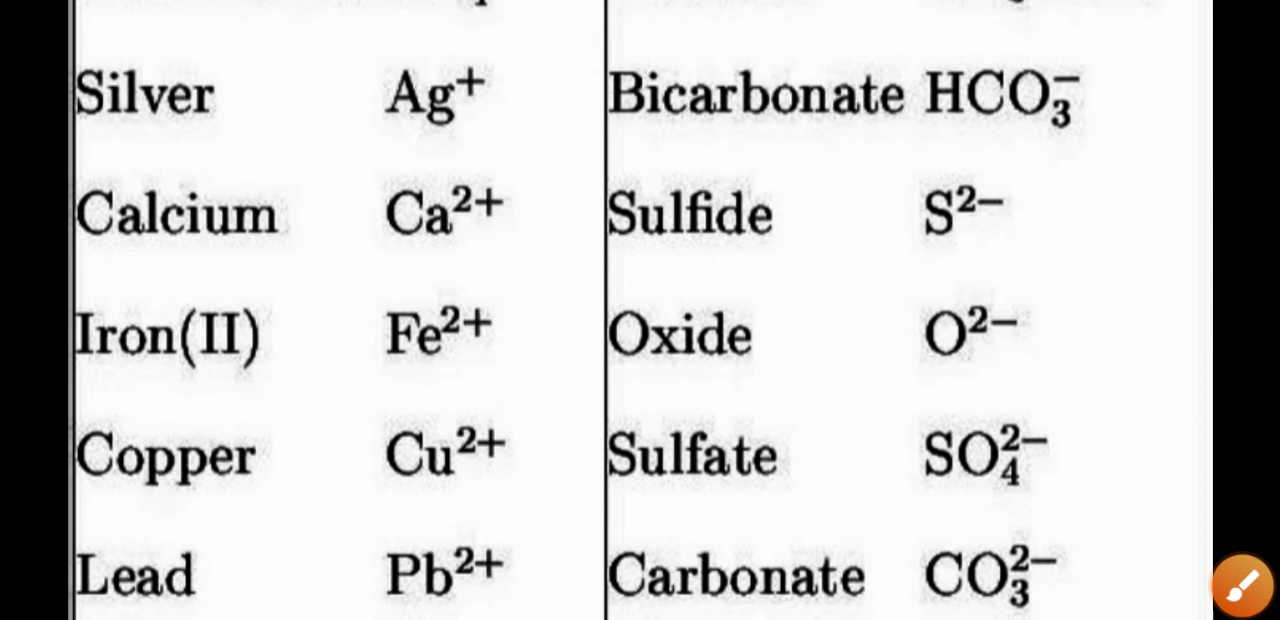 Silver Ag⁺ Bicarbonate HCO₃⁻
Calcium Ca²⁺ Sulfide S²⁻
Iron(II) Fe²⁺ Oxide O²⁻
Copper Cu²⁺ Sulfate SO₄²⁻
Lead Pb²⁺ Carbonate CO₃²⁻